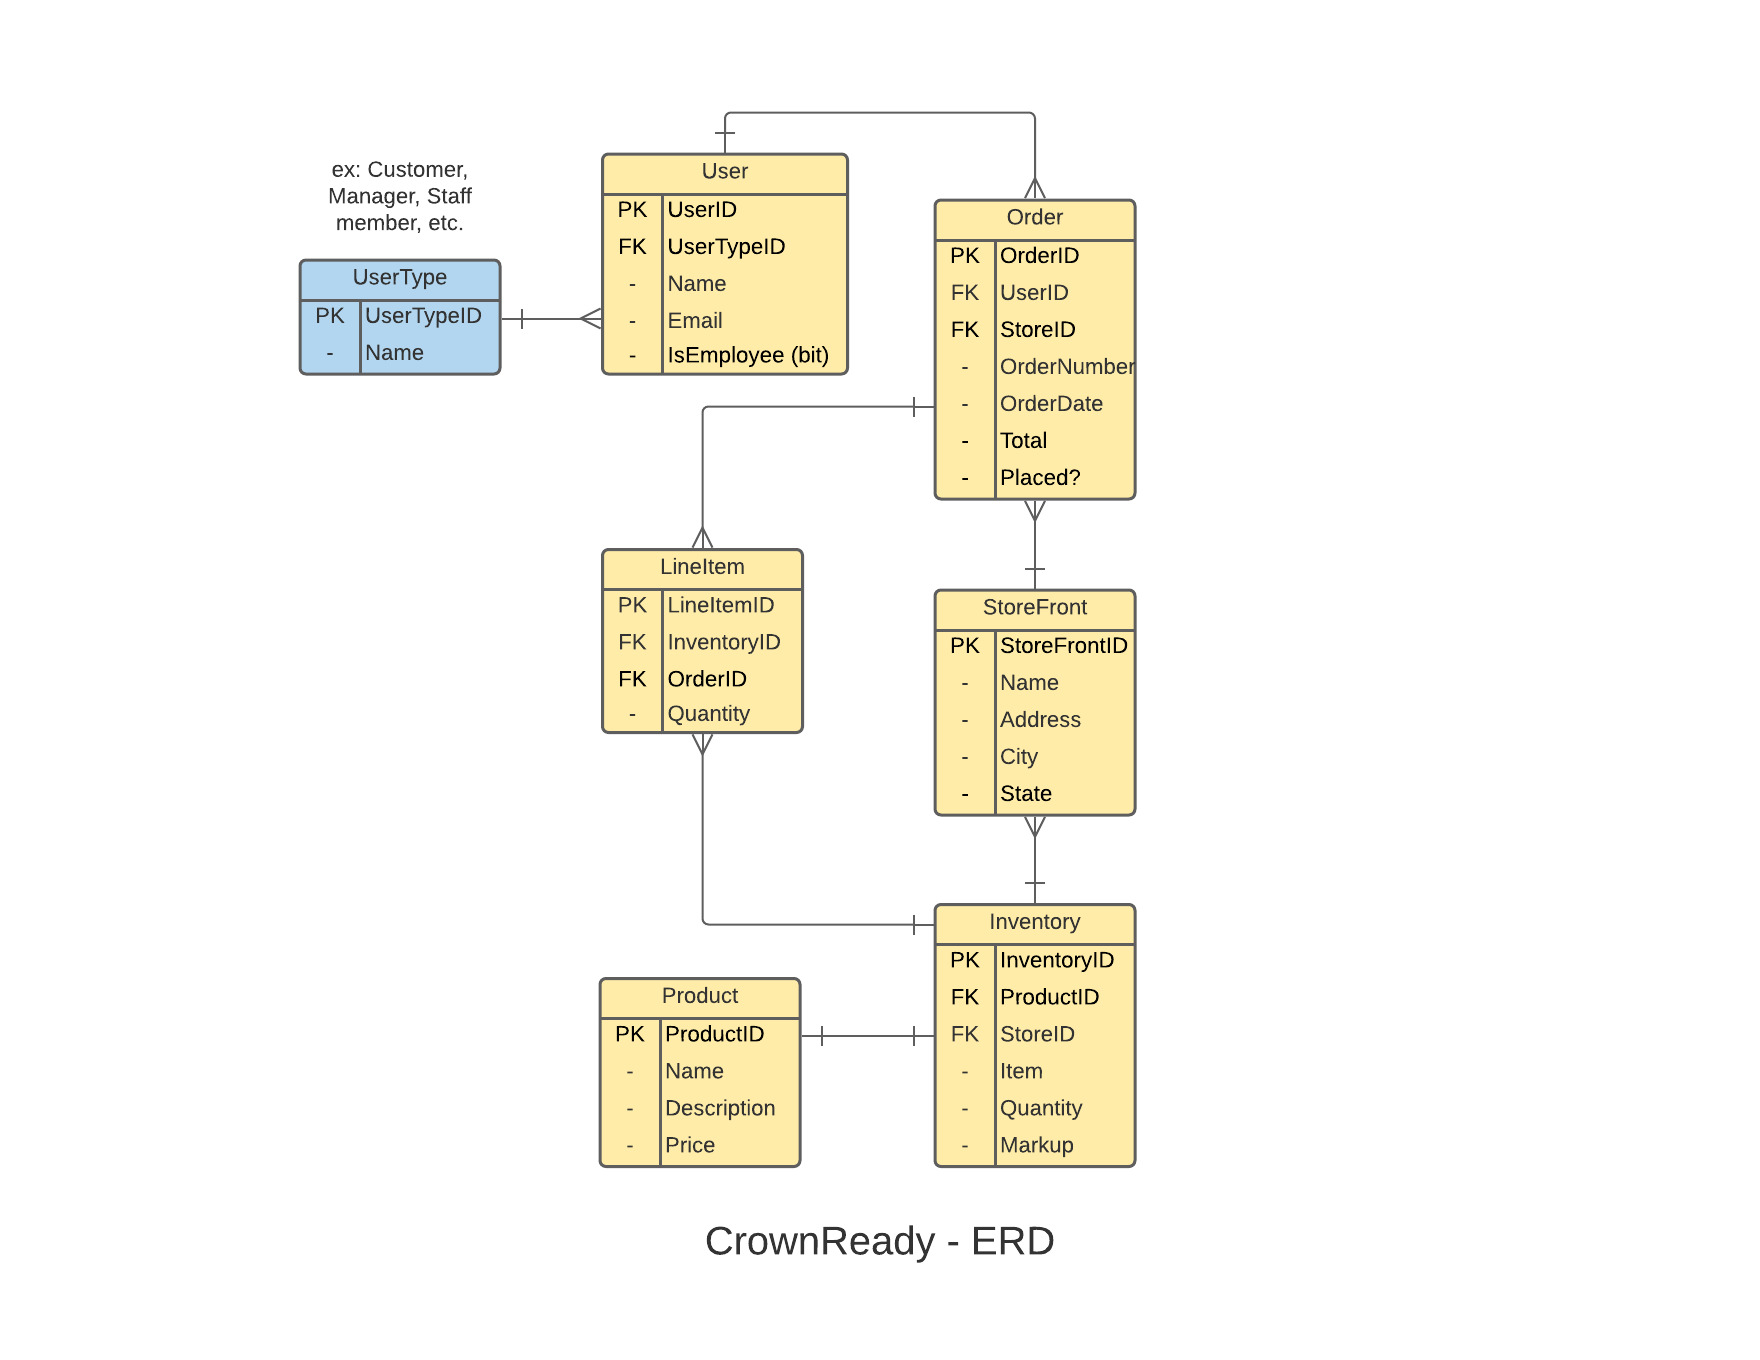 ex: Customer,
Manager, Staff
member, etc.
UserType
PK UserTypeID
- Name
User
PK UserID
FK UserTypeID
- Name
- Email
- IsEmployee (bit)
Order
PK OrderID
FK UserID
FK StoreID
- OrderNumber
- OrderDate
- Total
- Placed?
LineItem
PK LineItemID
FK InventoryID
FK OrderID
- Quantity
StoreFront
PK StoreFrontID
- Name
- Address
- City
- State
Product
PK ProductID
- Name
- Description
- Price
Inventory
PK InventoryID
FK ProductID
FK StoreID
- Item
- Quantity
- Markup
CrownReady - ERD